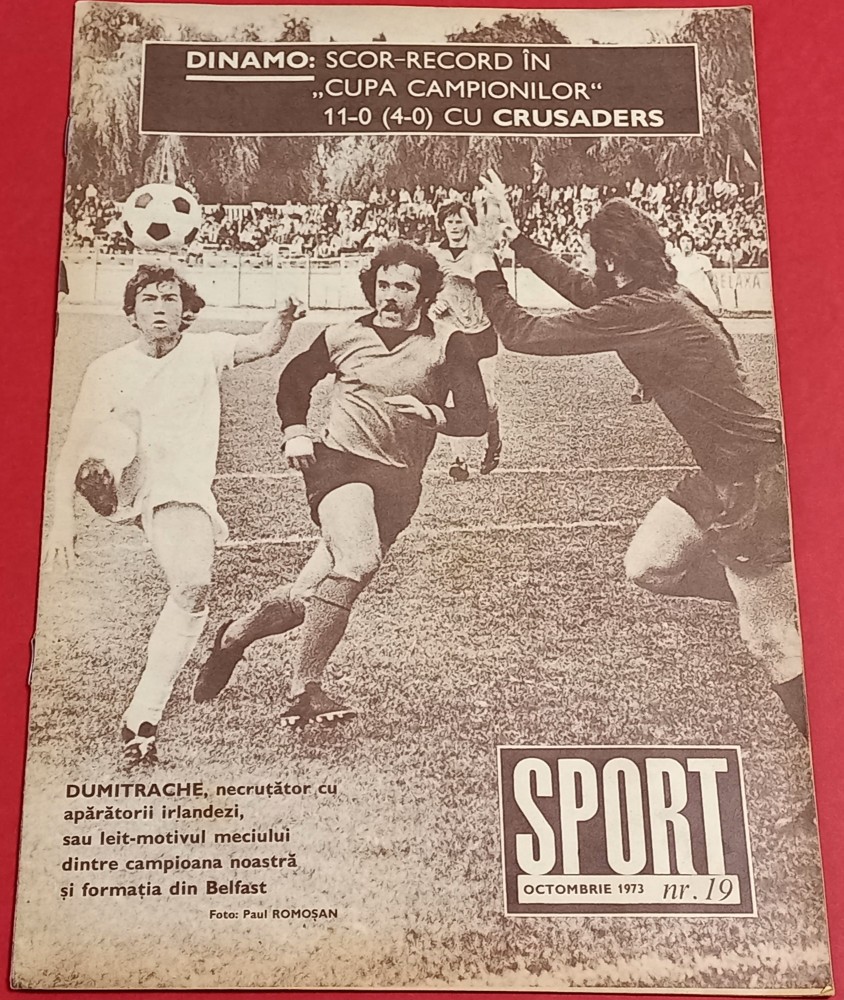 DINAMO: SCOR-RECORD ÎN
„CUPA CAMPIONILOR“
11-0 (4-0) CU CRUSADERS
ELAXA
DUMITRACHE, necruțător cu
apărătorii irlandezi,
sau leit-motivul meciului
dintre campioana noastră
și formația din Belfast
Foto: Paul ROMOȘAN
SPORT
OCTOMBRIE 1973 nr. 19